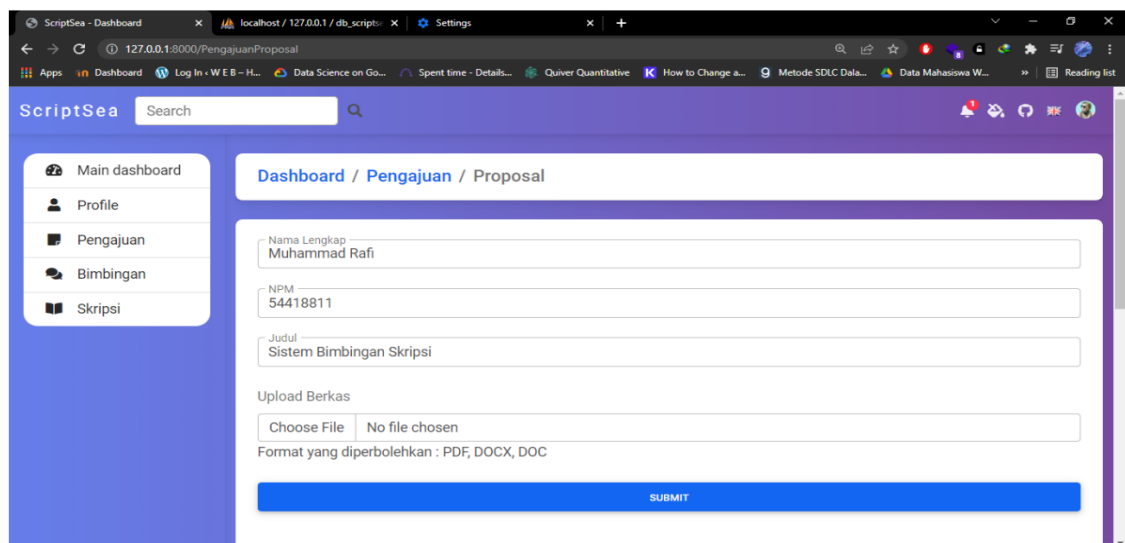 ScriptSea - Dashboard
localhost / 127.0.0.1 / db_scripts
Settings
127.0.0.1:8000/PengajuanProposal
Apps
Dashboard
Log In ‹ W E B – H...
Data Science on Go...
Spent time - Details...
Quiver Quantitative
How to Change a...
Metode SDLC Dala...
Data Mahasiswa W...
»
Reading list
ScriptSea
Search
1
Main dashboard
Profile
Pengajuan
Bimbingan
Skripsi
Dashboard / Pengajuan / Proposal
Nama Lengkap
Muhammad Rafi
NPM
54418811
Judul
Sistem Bimbingan Skripsi
Upload Berkas
Choose File No file chosen
Format yang diperbolehkan : PDF, DOCX, DOC
SUBMIT